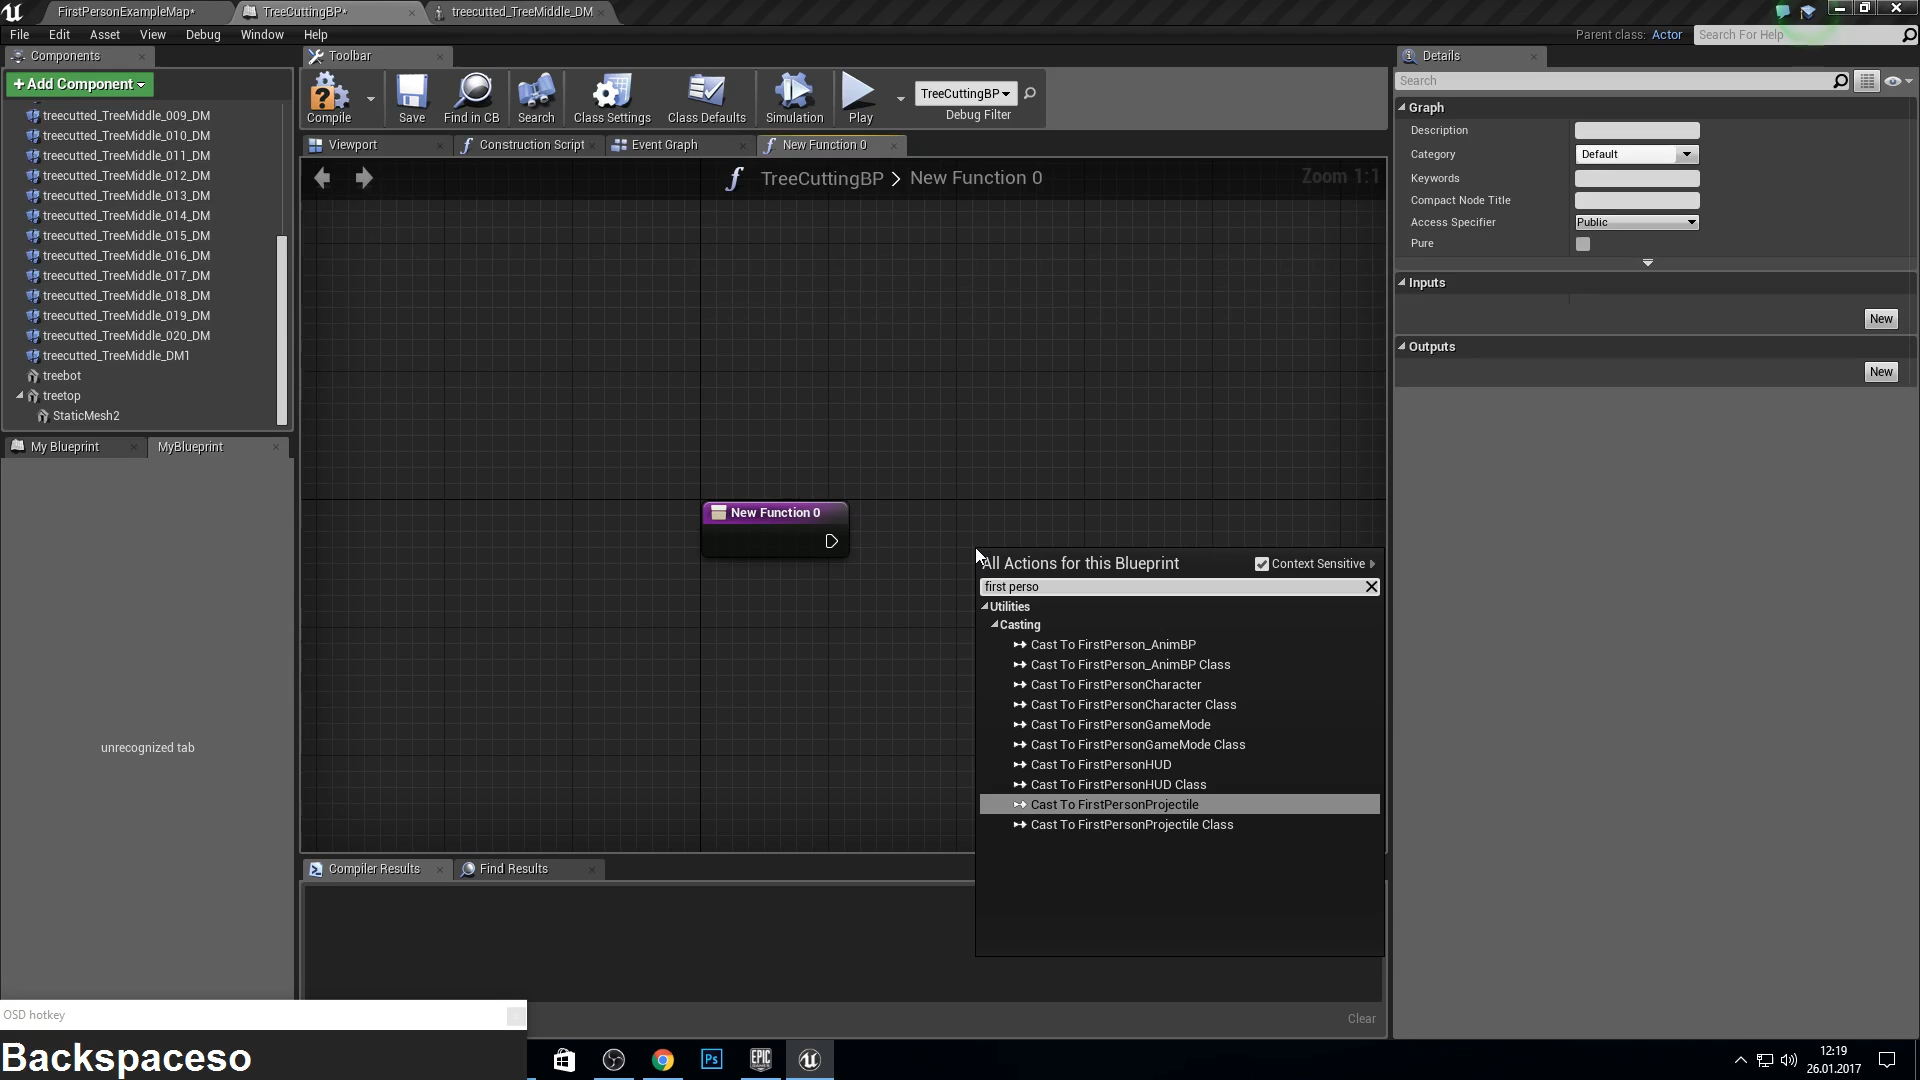 FirstPersonExampleMap*
TreeCuttingBP*
treecutted_TreeMiddle_DM
File Edit Asset View Debug Window Help
Parent class: Actor
Search For Help
Components
+ Add Component
treecutted_TreeMiddle_009_DM
treecutted_TreeMiddle_010_DM
treecutted_TreeMiddle_011_DM
treecutted_TreeMiddle_012_DM
treecutted_TreeMiddle_013_DM
treecutted_TreeMiddle_014_DM
treecutted_TreeMiddle_015_DM
treecutted_TreeMiddle_016_DM
treecutted_TreeMiddle_017_DM
treecutted_TreeMiddle_018_DM
treecutted_TreeMiddle_019_DM
treecutted_TreeMiddle_020_DM
treecutted_TreeMiddle_DM1
treebot
treetop
StaticMesh2
My Blueprint
MyBlueprint
unrecognized tab
Toolbar
Compile
Save
Find in CB
Search
Class Settings
Class Defaults
Simulation
Play
TreeCuttingBP
Debug Filter
Viewport
Construction Script
Event Graph
New Function 0
TreeCuttingBP > New Function 0
Zoom 1:1
New Function 0
All Actions for this Blueprint
Context Sensitive
first perso
Utilities
Casting
Cast To FirstPerson_AnimBP
Cast To FirstPerson_AnimBP Class
Cast To FirstPersonCharacter
Cast To FirstPersonCharacter Class
Cast To FirstPersonGameMode
Cast To FirstPersonGameMode Class
Cast To FirstPersonHUD
Cast To FirstPersonHUD Class
Cast To FirstPersonProjectile
Cast To FirstPersonProjectile Class
Compiler Results
Find Results
Clear
Details
Search
Graph
Description
Category
Default
Keywords
Compact Node Title
Access Specifier
Public
Pure
Inputs
New
Outputs
New
OSD hotkey
Backspaceso
Ps
EPIC
GAMES
12:19
26.01.2017